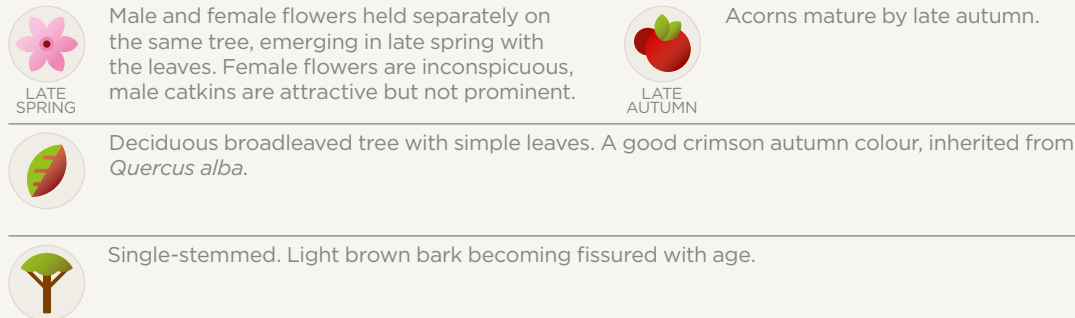 Male and female flowers held separately on
the same tree, emerging in late spring with
the leaves. Female flowers are inconspicuous,
male catkins are attractive but not prominent.
LATE
SPRING
Acorns mature by late autumn.
LATE
AUTUMN
Deciduous broadleaved tree with simple leaves. A good crimson autumn colour, inherited from
Quercus alba.
Single-stemmed. Light brown bark becoming fissured with age.